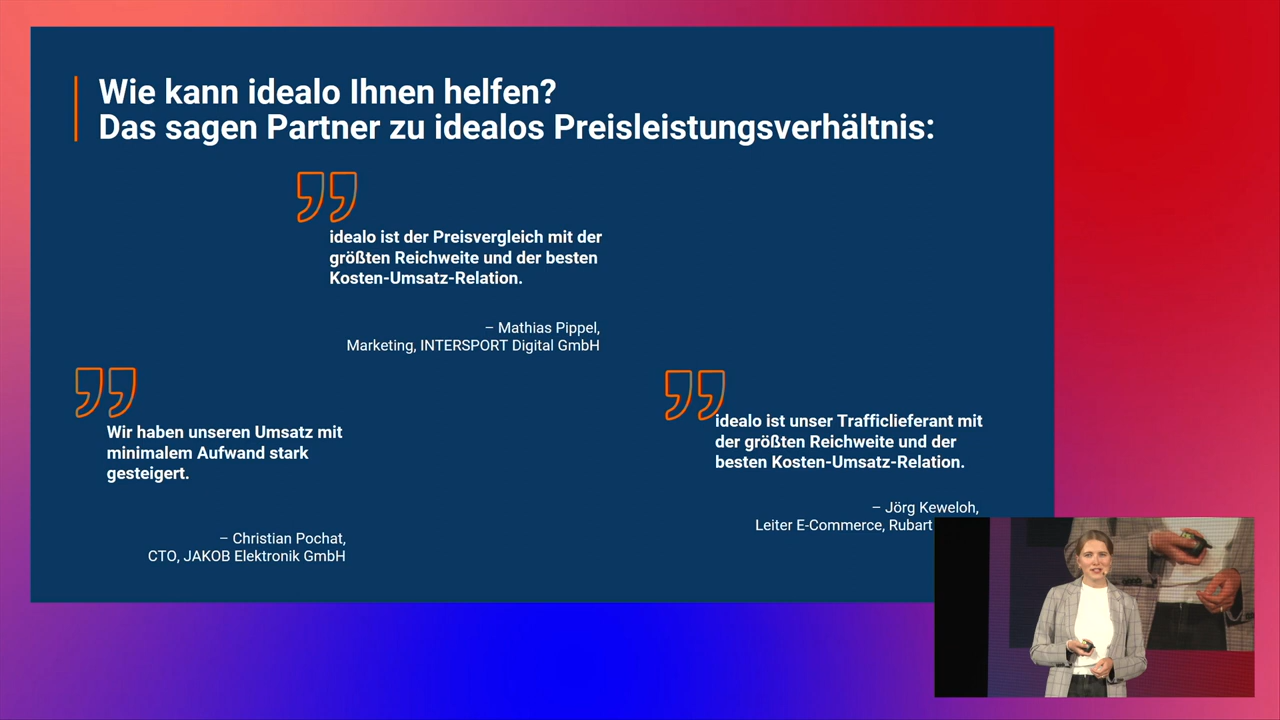 Wie kann idealo Ihnen helfen?
Das sagen Partner zu idealos Preisleistungsverhältnis:
idealo ist der Preisvergleich mit der
größten Reichweite und der besten
Kosten-Umsatz-Relation.
– Mathias Pippel,
Marketing, INTERSPORT Digital GmbH
Wir haben unseren Umsatz mit
minimalem Aufwand stark
gesteigert.
– Christian Pochat,
CTO, JAKOB Elektronik GmbH
idealo ist unser Trafficlieferant mit
der größten Reichweite und der
besten Kosten-Umsatz-Relation.
– Jörg Keweloh,
Leiter E-Commerce, Rubart